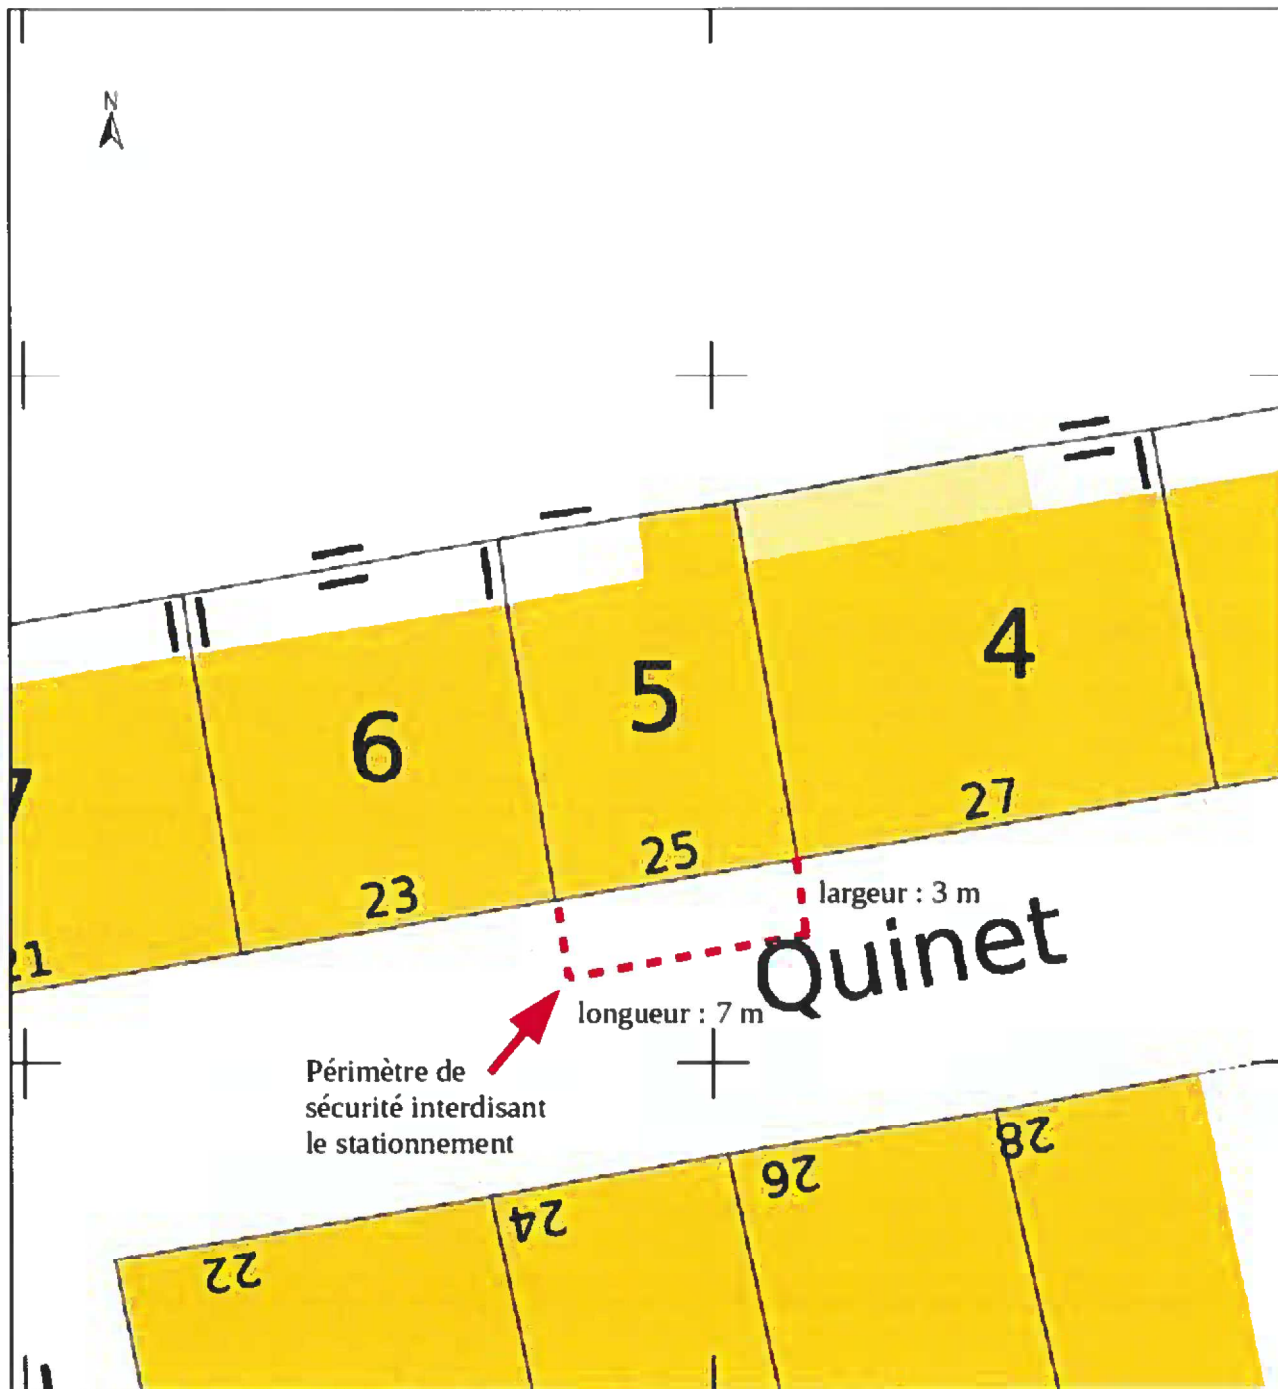 N
4
5
6
7
27
25
23
21
largeur : 3 m
Quinet
longueur : 7 m
Périmètre de
sécurité interdisant
le stationnement
28
26
24
22